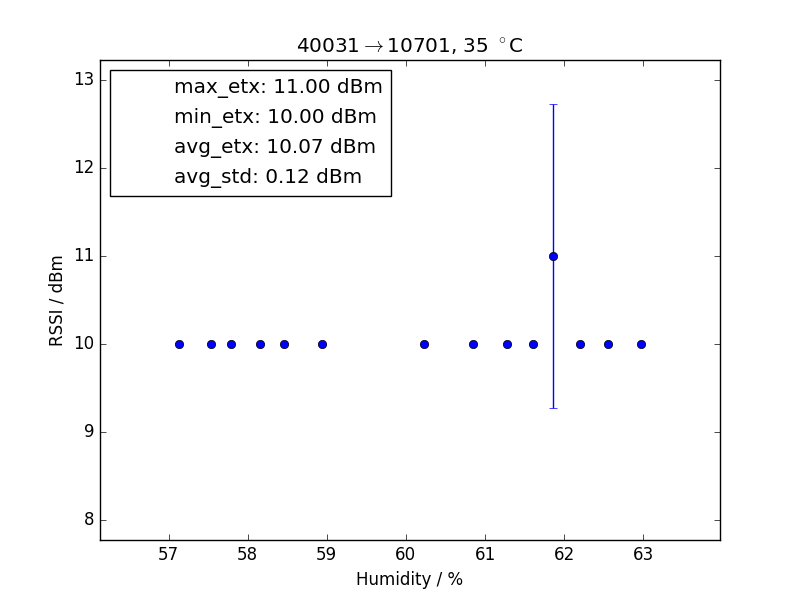 40031→10701, 35 °C
max_etx: 11.00 dBm
min_etx: 10.00 dBm
avg_etx: 10.07 dBm
avg_std: 0.12 dBm
RSSI / dBm
13
12
11
10
9
8
57 58 59 60 61 62 63
Humidity / %